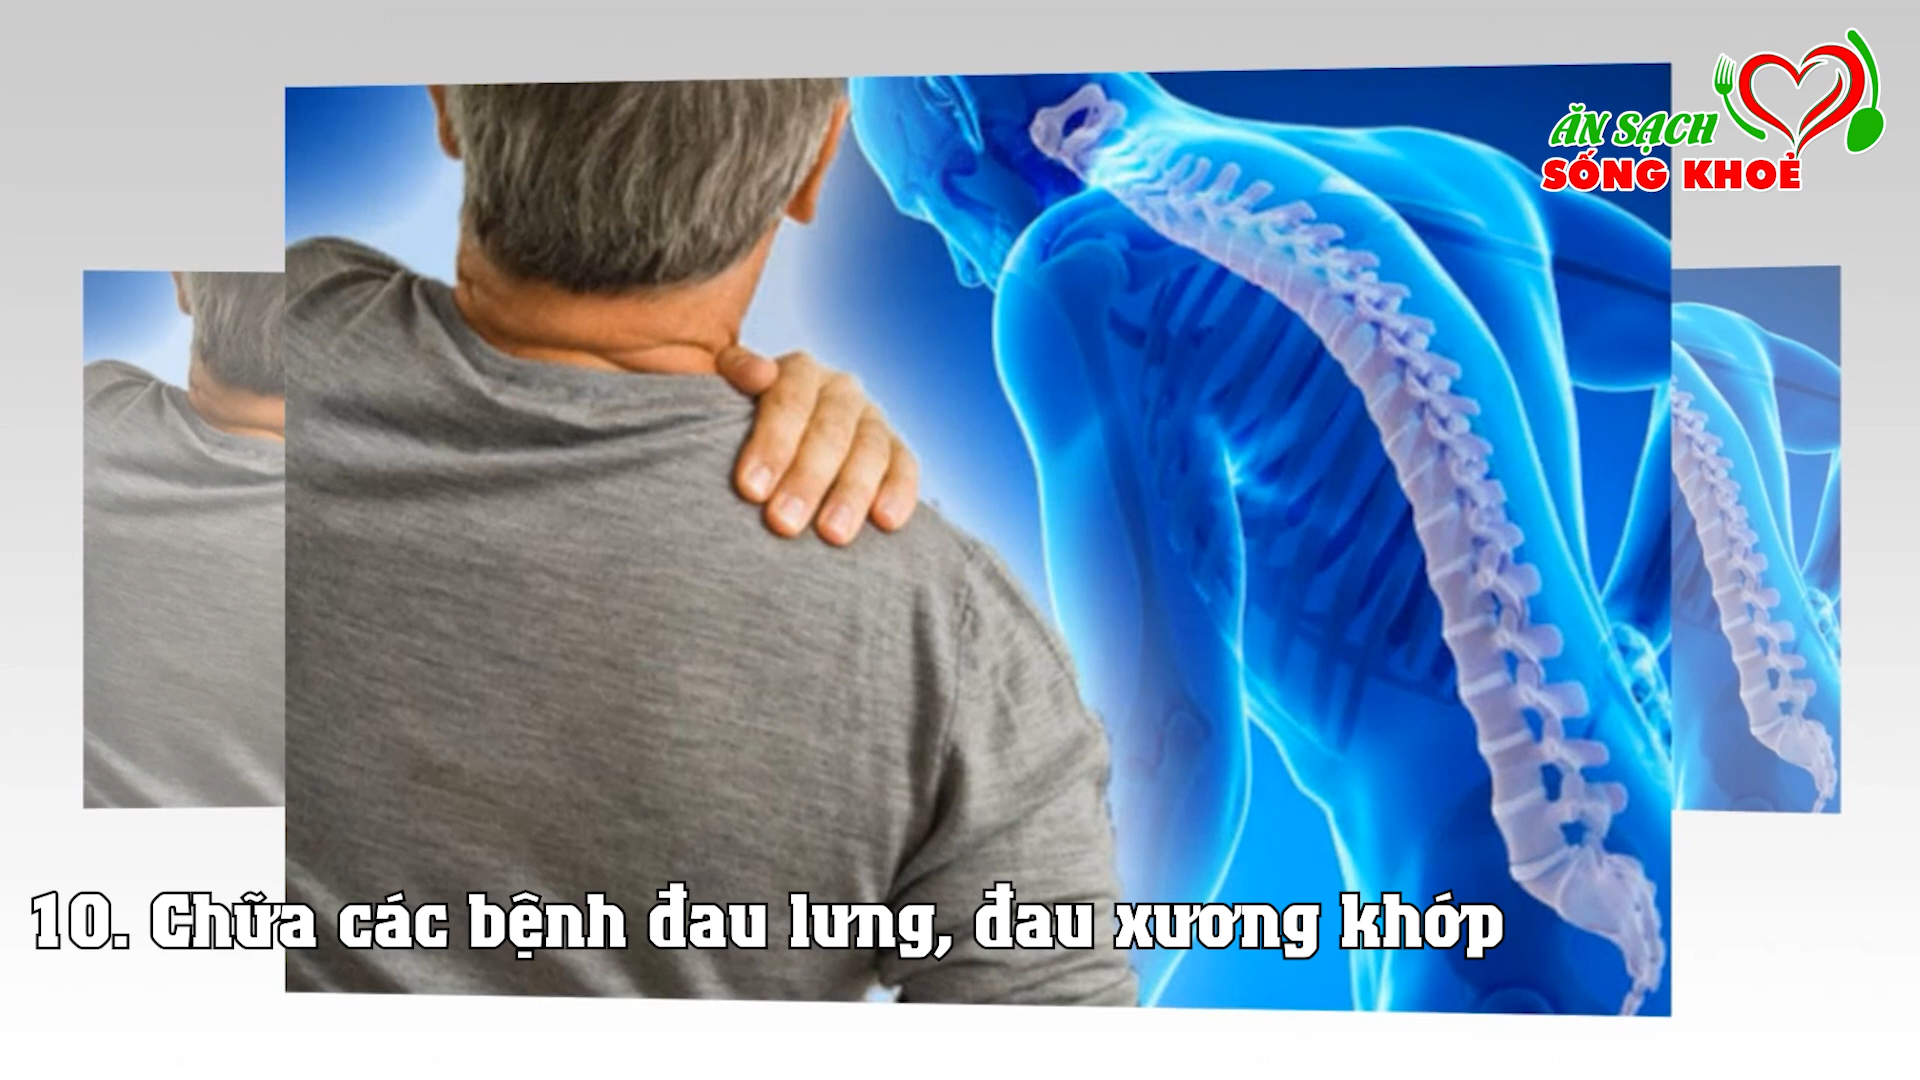 ĂN SẠCH
SỐNG KHOẺ
10. Chữa các bệnh đau lưng, đau xương khớp